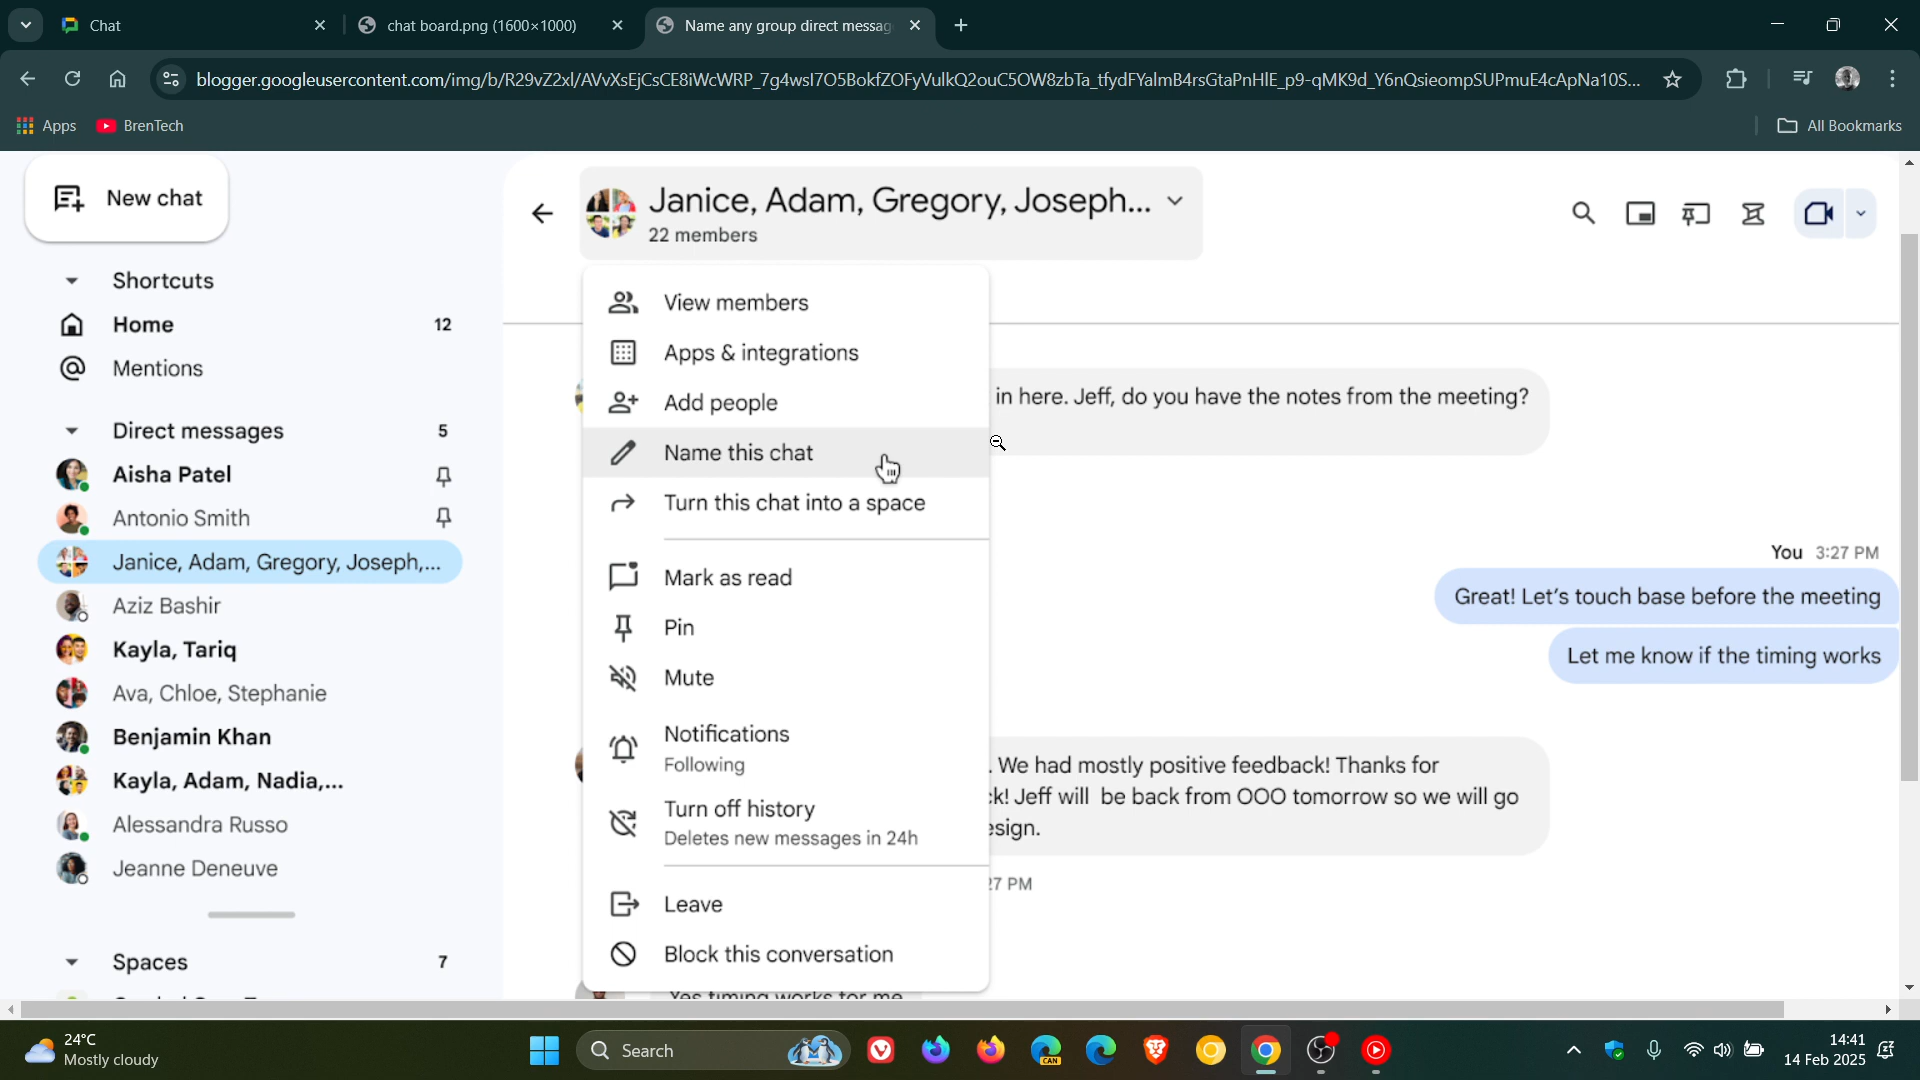 Chat
chat board.png (1600×1000)
Name any group direct messag
blogger.googleusercontent.com/img/b/R29vZ2xl/AVvXsEjCsCE8iWcWRP_7g4wsI7O5BokfZOFyVulkQ2ouC5OW8zbTa_tfydFYalmB4rsGtaPnHlE_p9-qMK9d_Y6nQsieompSUPmuE4cApNa10S...
Apps
BrenTech
All Bookmarks
New chat
Shortcuts
Home 12
Mentions
Direct messages 5
Aisha Patel
Antonio Smith
Janice, Adam, Gregory, Joseph,...
Aziz Bashir
Kayla, Tariq
Ava, Chloe, Stephanie
Benjamin Khan
Kayla, Adam, Nadia,...
Alessandra Russo
Jeanne Deneuve
Spaces 7
Janice, Adam, Gregory, Joseph...
22 members
View members
Apps & integrations
Add people
Name this chat
Turn this chat into a space
Mark as read
Pin
Mute
Notifications
Following
Turn off history
Deletes new messages in 24h
Leave
Block this conversation
in here. Jeff, do you have the notes from the meeting?
You 3:27 PM
Great! Let's touch base before the meeting
Let me know if the timing works
. We had mostly positive feedback! Thanks for
ck! Jeff will be back from OOO tomorrow so we will go
esign.
27 PM
Yes timing works for me
24°C
Mostly cloudy
Search
CAN
14:41
14 Feb 2025